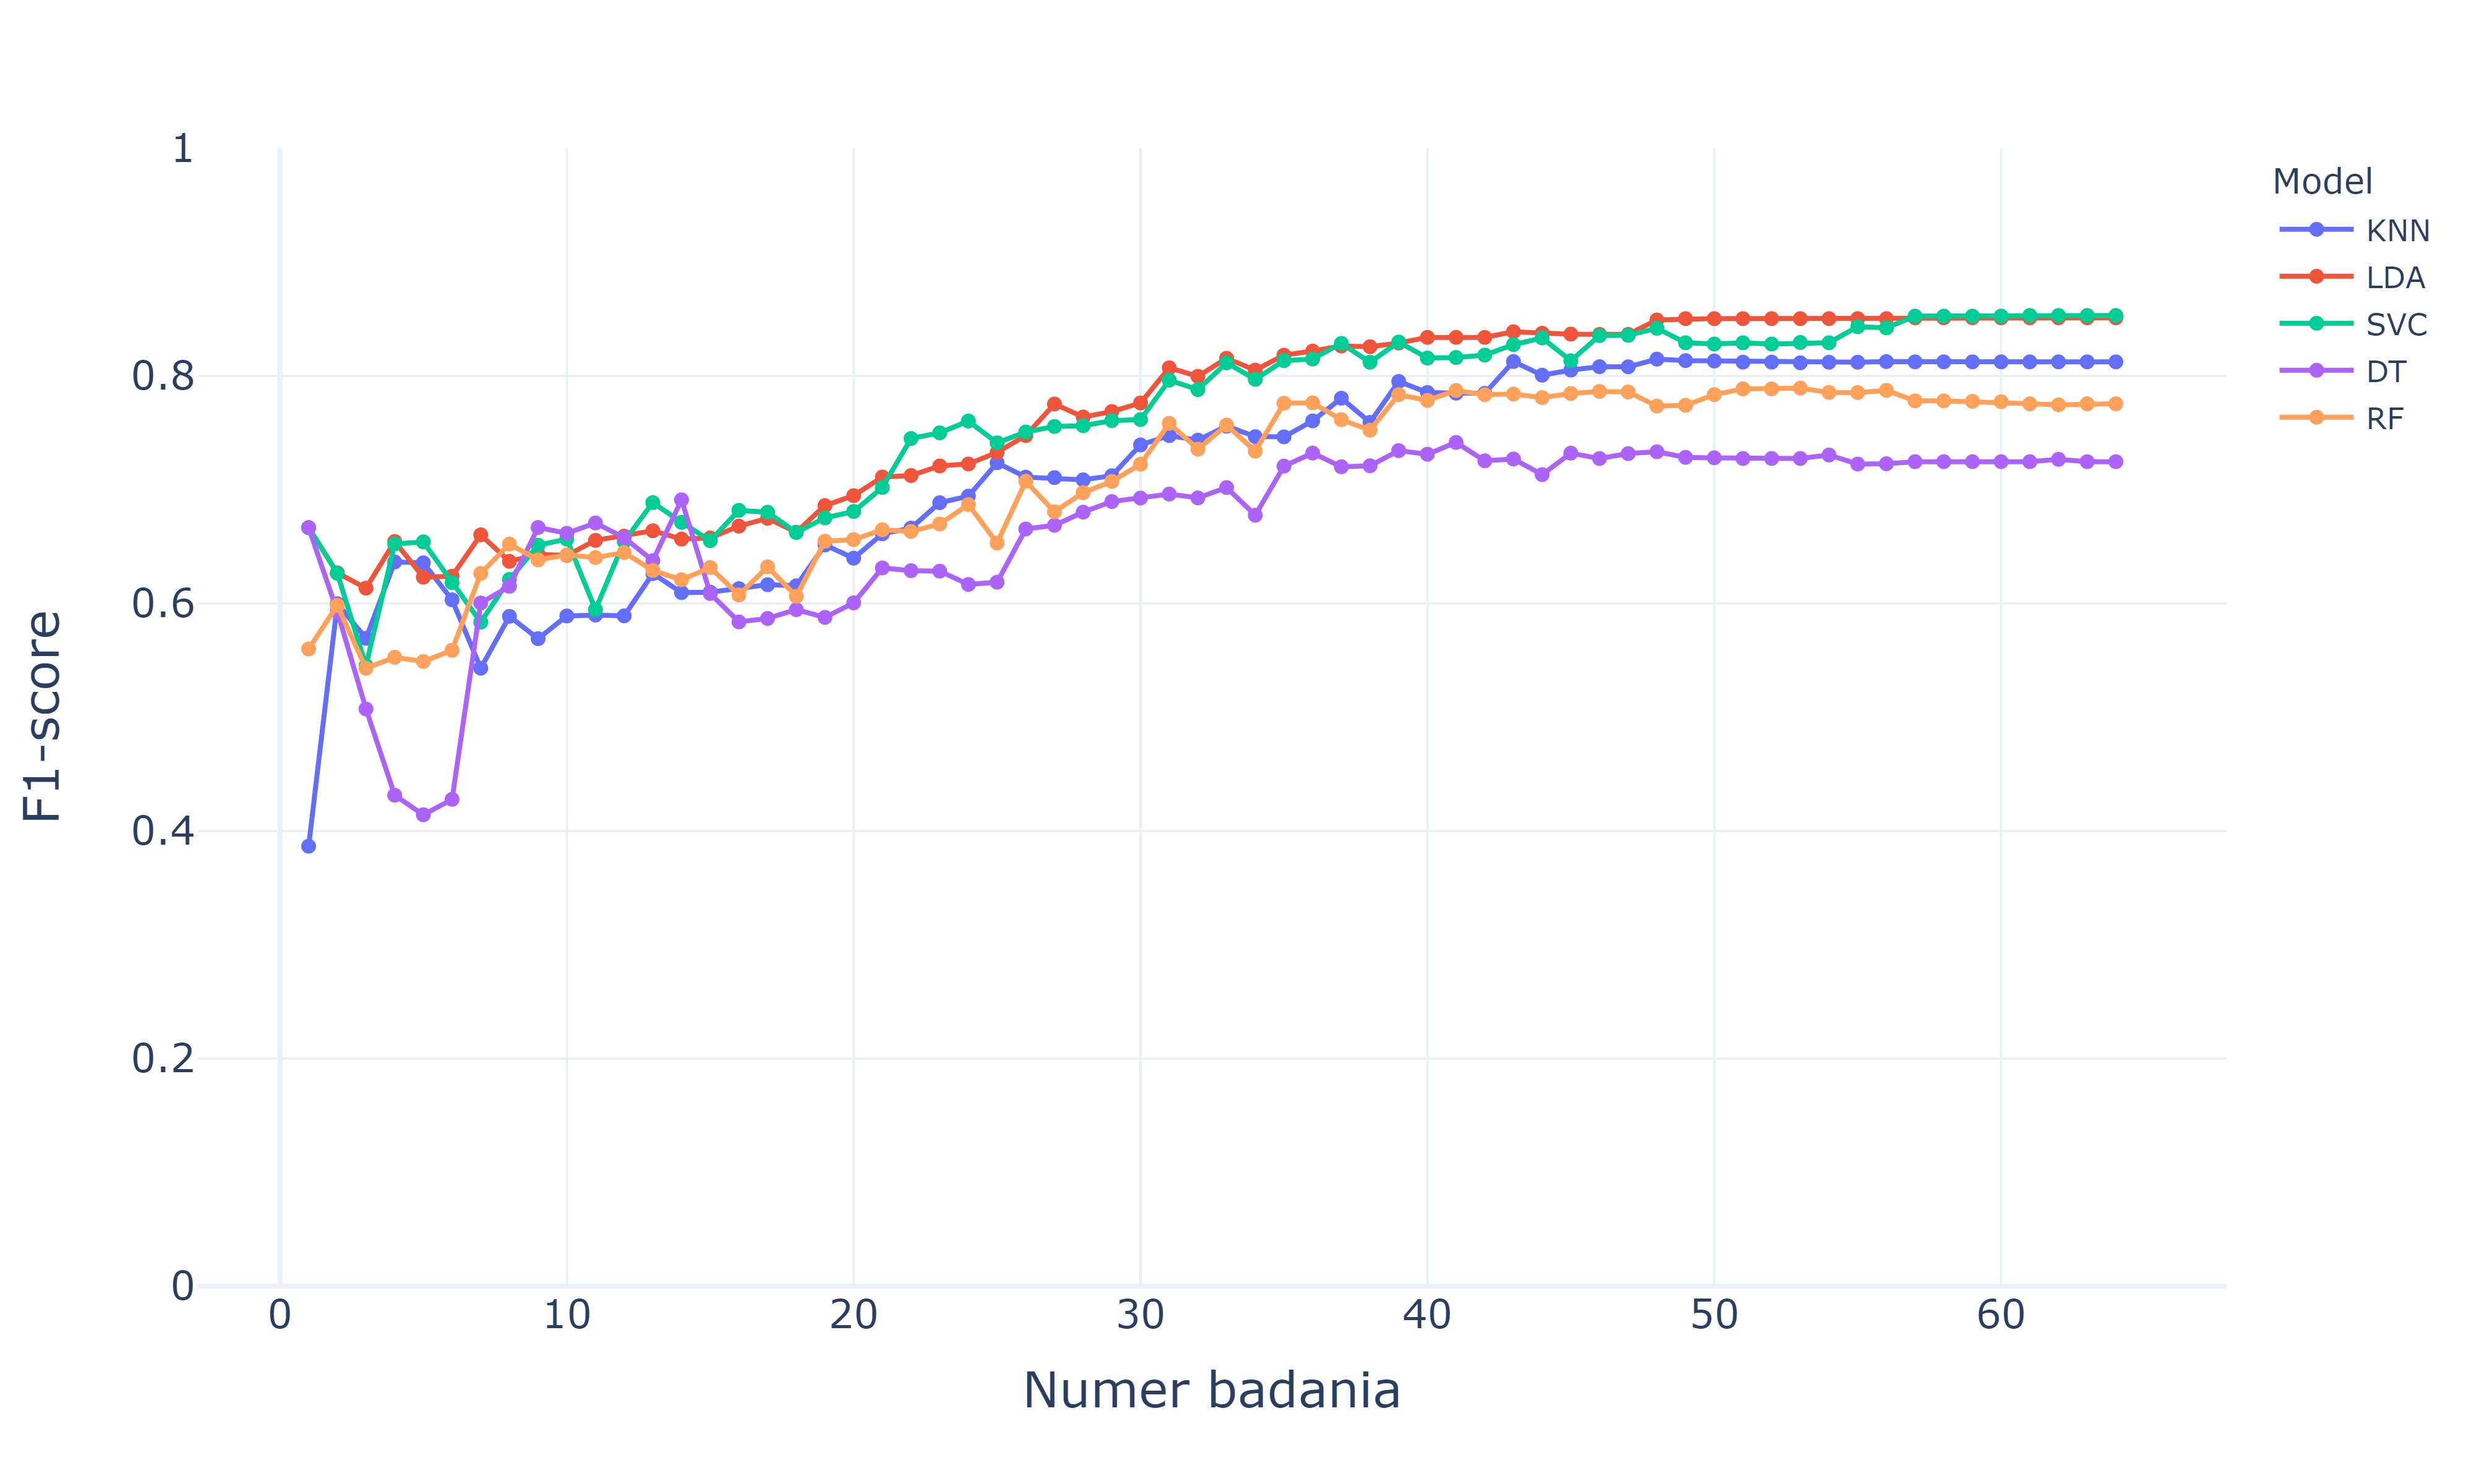 1
0.8
0.6
0.4
0.2
0
F1-score
0 10 20 30 40 50 60
Numer badania
Model
KNN
LDA
SVC
DT
RF